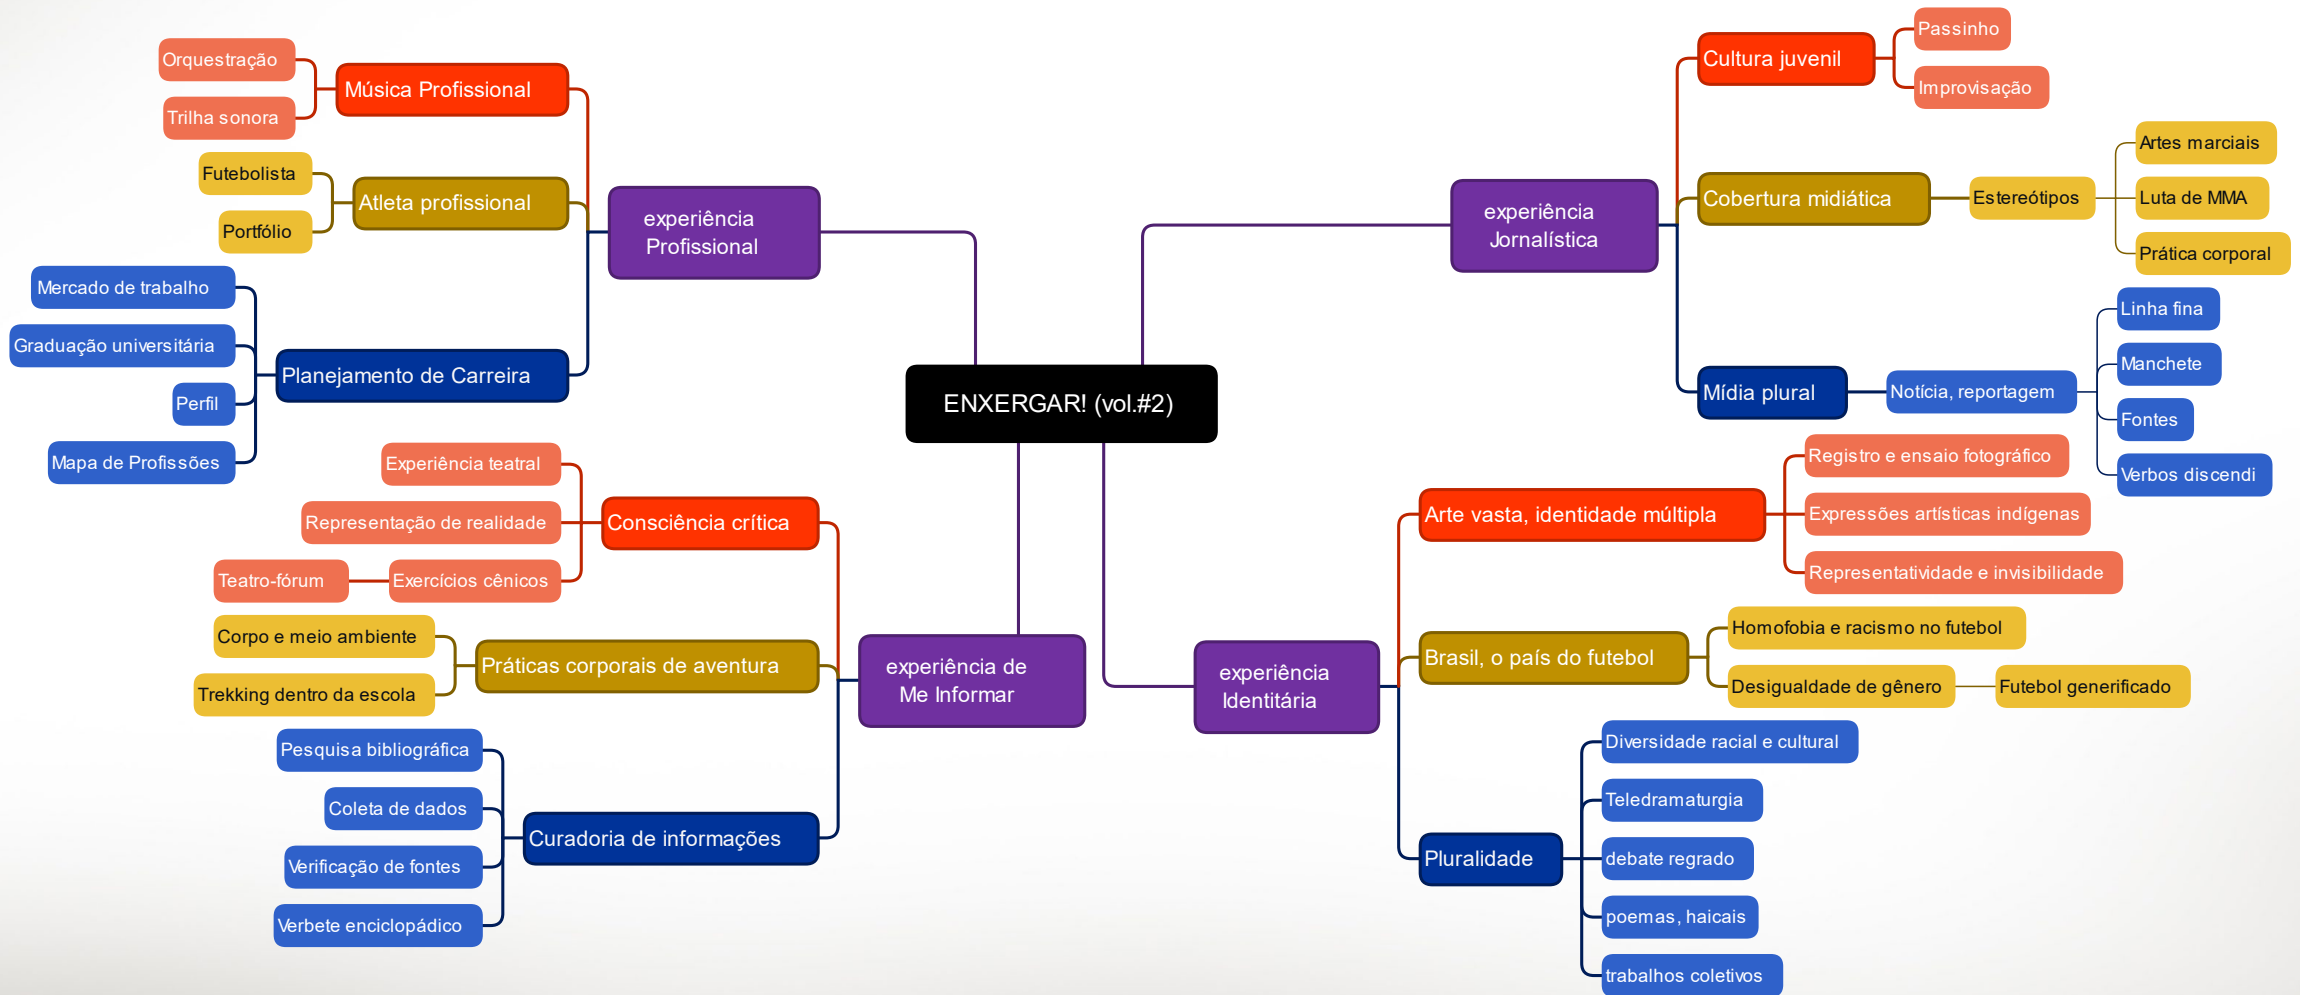 ENXERGAR! (vol.#2)
experiência
Profissional
Música Profissional
Orquestração
Trilha sonora
Atleta profissional
Futebolista
Portfólio
Planejamento de Carreira
Mercado de trabalho
Graduação universitária
Perfil
Mapa de Profissões
experiência de
Me Informar
Consciência crítica
Experiência teatral
Representação de realidade
Exercícios cênicos
Teatro-fórum
Práticas corporais de aventura
Corpo e meio ambiente
Trekking dentro da escola
Curadoria de informações
Pesquisa bibliográfica
Coleta de dados
Verificação de fontes
Verbete enciclopádico
experiência
Jornalística
Cultura juvenil
Passinho
Improvisação
Cobertura midiática
Estereótipos
Artes marciais
Luta de MMA
Prática corporal
Mídia plural
Notícia, reportagem
Linha fina
Manchete
Fontes
Verbos discendi
experiência
Identitária
Arte vasta, identidade múltipla
Registro e ensaio fotográfico
Expressões artísticas indígenas
Representatividade e invisibilidade
Brasil, o país do futebol
Homofobia e racismo no futebol
Desigualdade de gênero
Futebol generificado
Pluralidade
Diversidade racial e cultural
Teledramaturgia
debate regrado
poemas, haicais
trabalhos coletivos